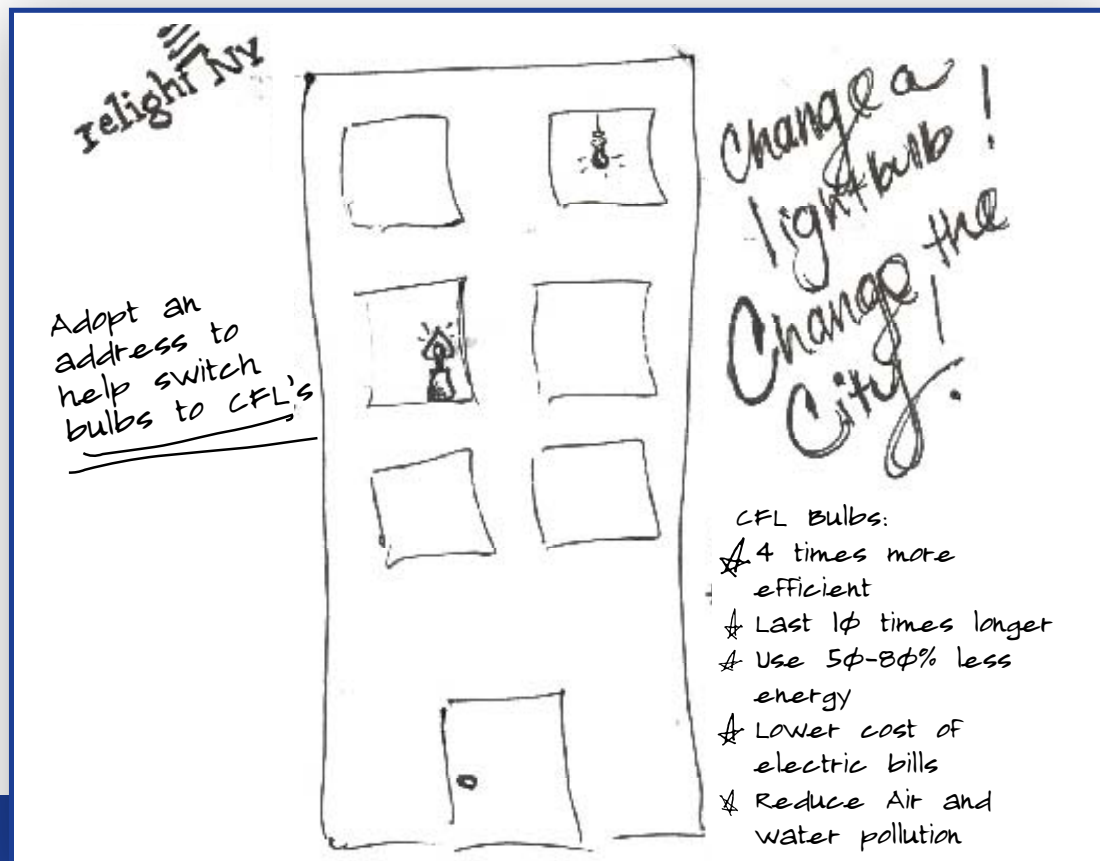 relight NY
Change a
lightbulb!
Change the
City!
Adopt an
address to
help switch
bulbs to CFL's
CFL Bulbs:
4 times more
efficient
Last 10 times longer
Use 50-80% less
energy
Lower cost of
electric bills
Reduce Air and
water pollution